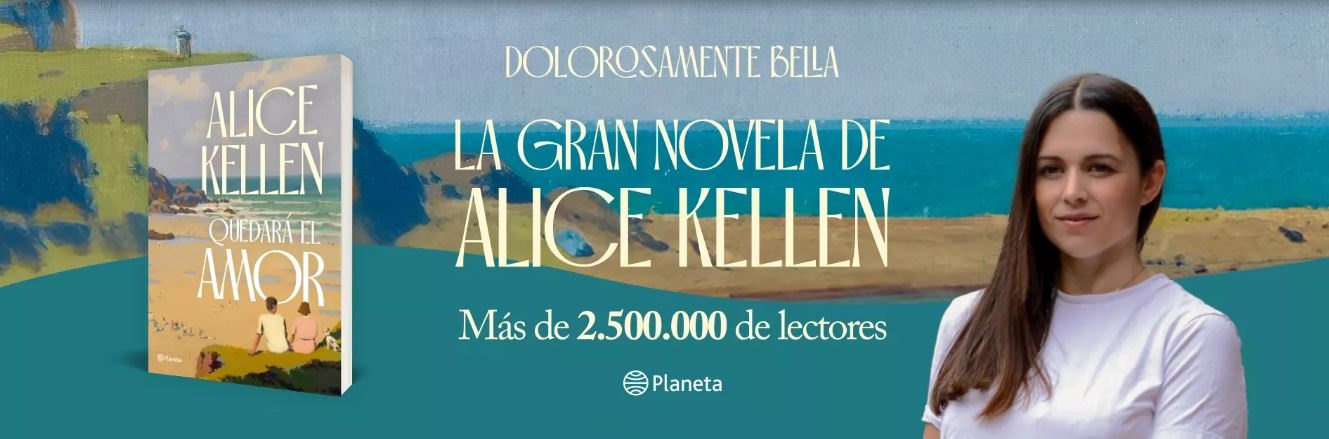 ALICE
KELLEN
QUEDARÁ EL
AMOR
Planeta
DOLOROSAMENTE BELLA
LA GRAN NOVELA DE
ALICE KELLEN
Más de 2.500.000 de lectores
Planeta